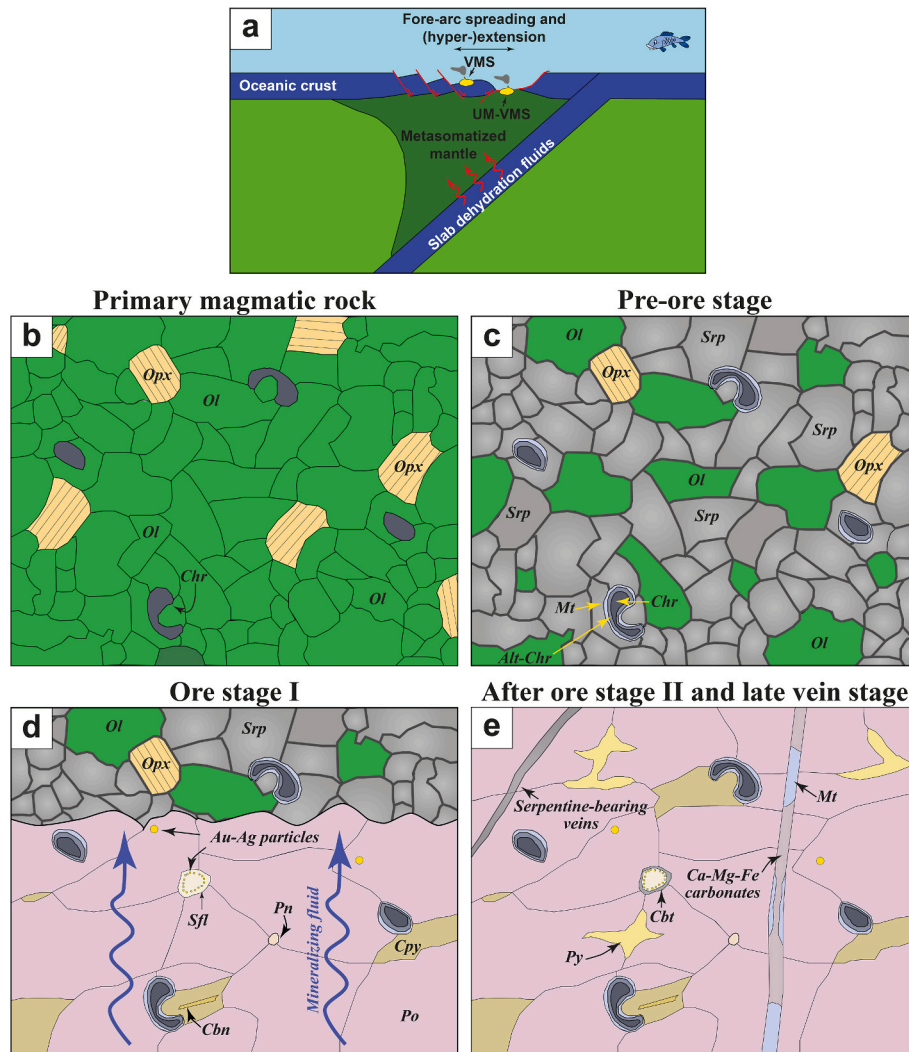 a
Fore-arc spreading and
(hyper-)extension
VMS
Oceanic crust
UM-VMS
Metasomatized
mantle
Slab dehydration fluids
Primary magmatic rock
b
Opx
Ol
Opx
Ol
Chr
Ol
Pre-ore stage
c
Ol
Srp
Opx
Srp
Opx
Ol
Srp
Srp
Mt
Chr
Alt-Chr
Ol
Ore stage I
d
Ol
Srp
Opx
Au-Ag particles
Sfl
Pn
Mineralizing fluid
Cpy
Cbn
Po
After ore stage II and late vein stage
e
Serpentine-bearing
veins
Mt
Ca-Mg-Fe
carbonates
Cbt
Py